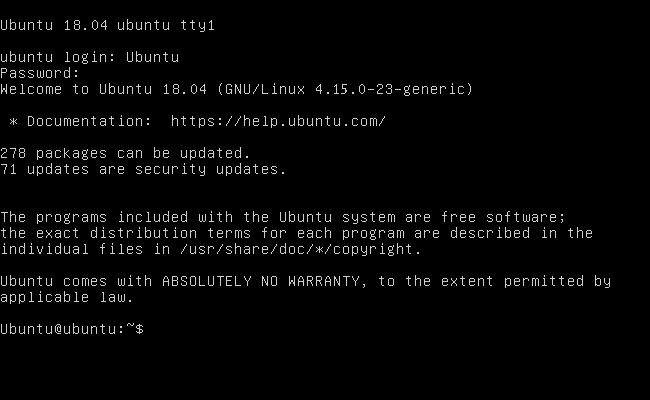 Ubuntu 18.04 ubuntu tty1
ubuntu login: Ubuntu
Password:
Welcome to Ubuntu 18.04 (GNU/Linux 4.15.0-23-generic)
* Documentation:  https://help.ubuntu.com/
278 packages can be updated.
71 updates are security updates.
The programs included with the Ubuntu system are free software;
the exact distribution terms for each program are described in the
individual files in /usr/share/doc/*/copyright.
Ubuntu comes with ABSOLUTELY NO WARRANTY, to the extent permitted by
applicable law.
Ubuntu@ubuntu:~$